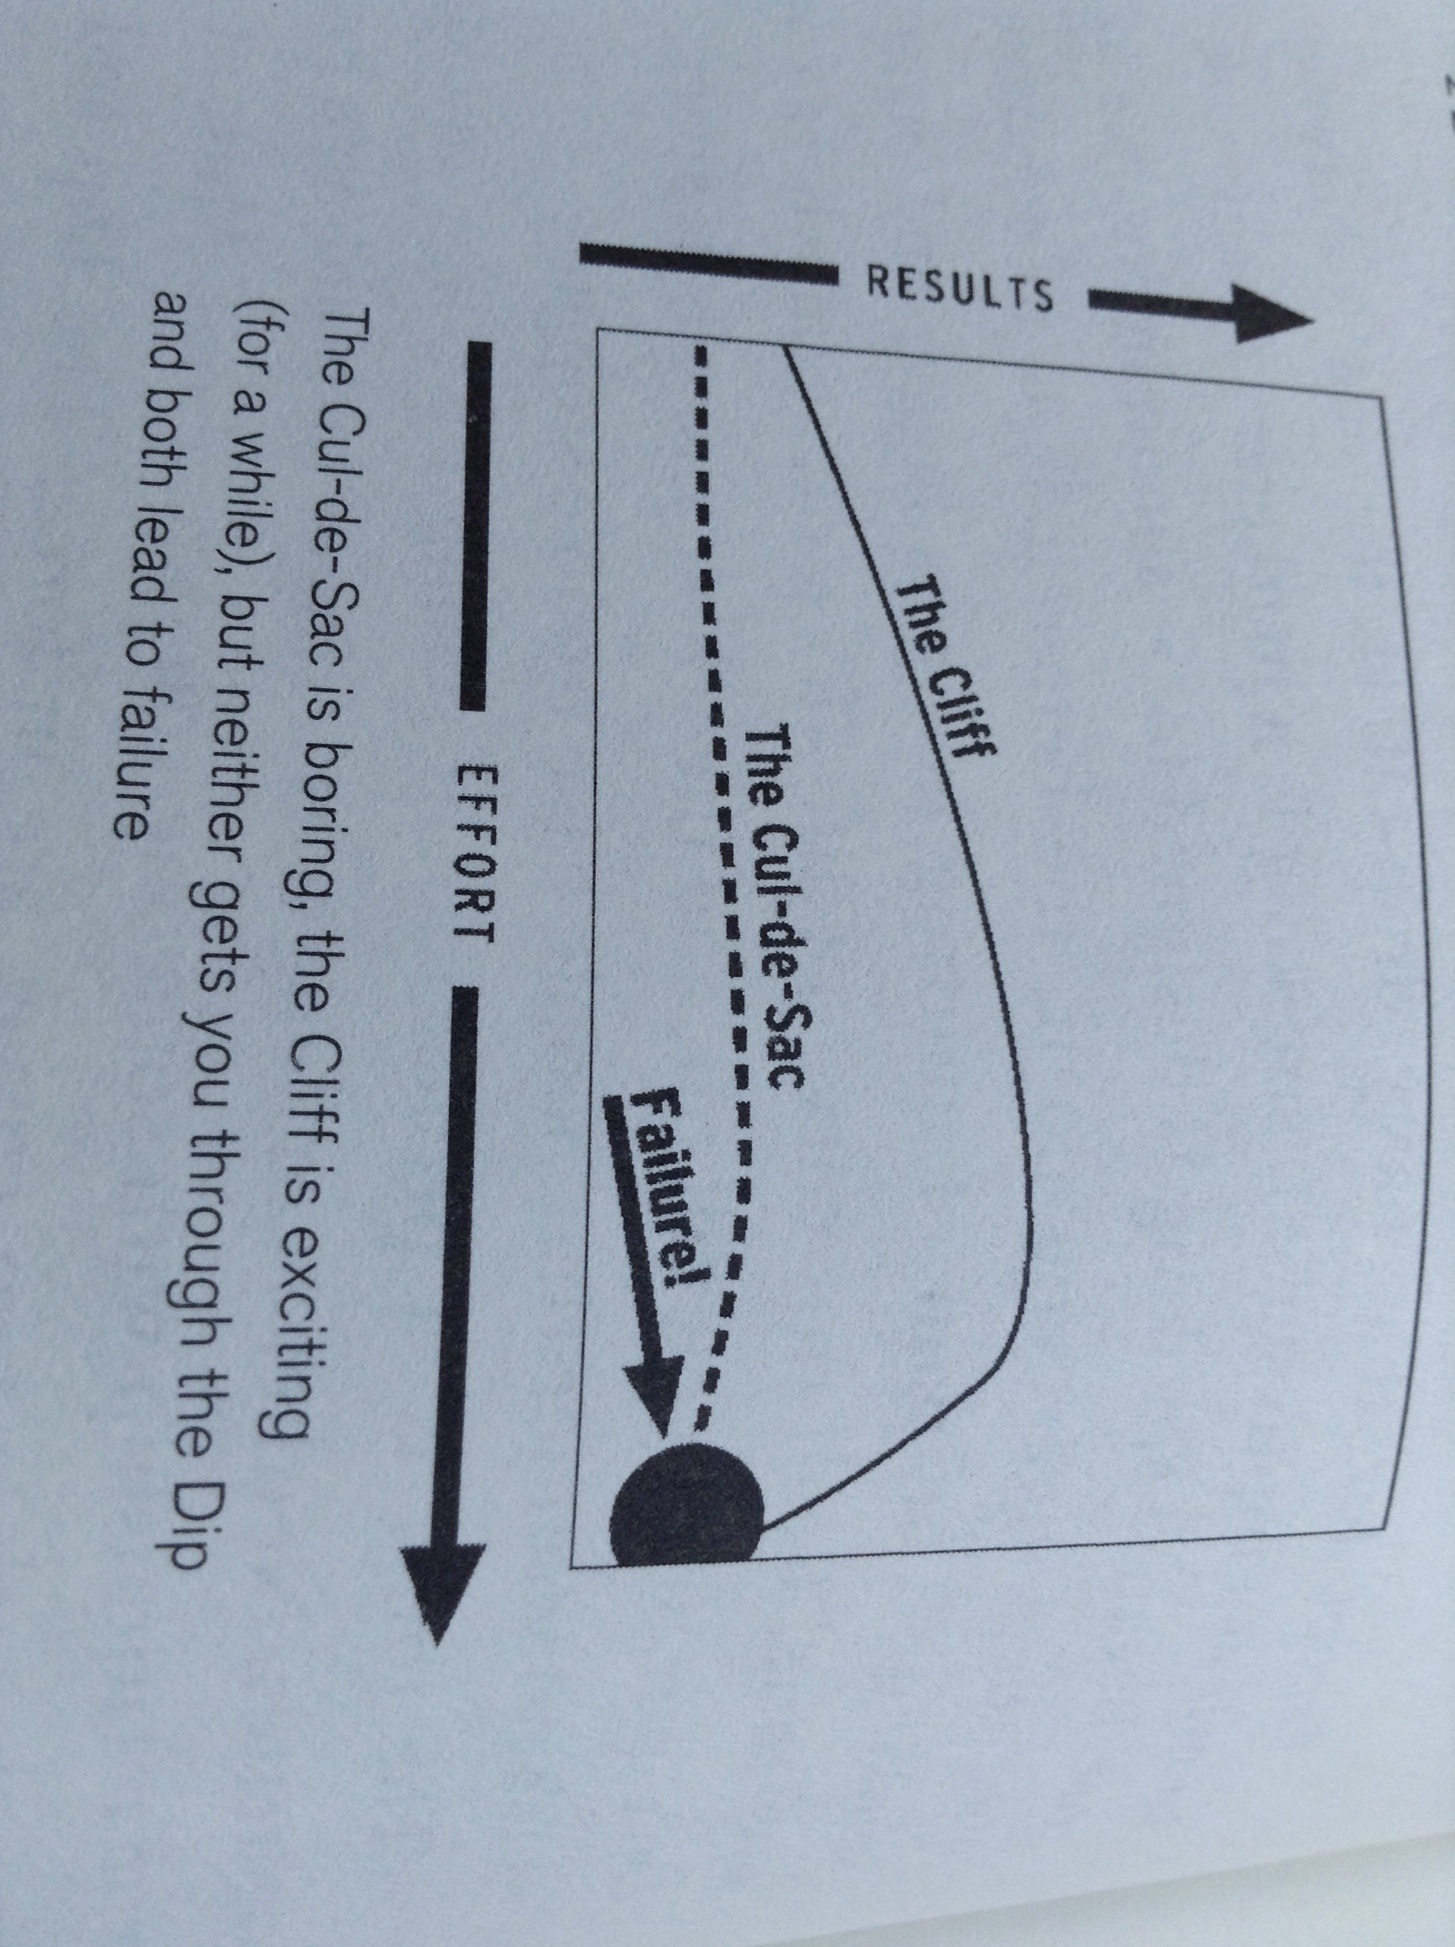 RESULTS
The Cliff
The Cul-de-Sac
Failure!
EFFORT
The Cul-de-Sac is boring, the Cliff is exciting
(for a while), but neither gets you through the Dip
and both lead to failure